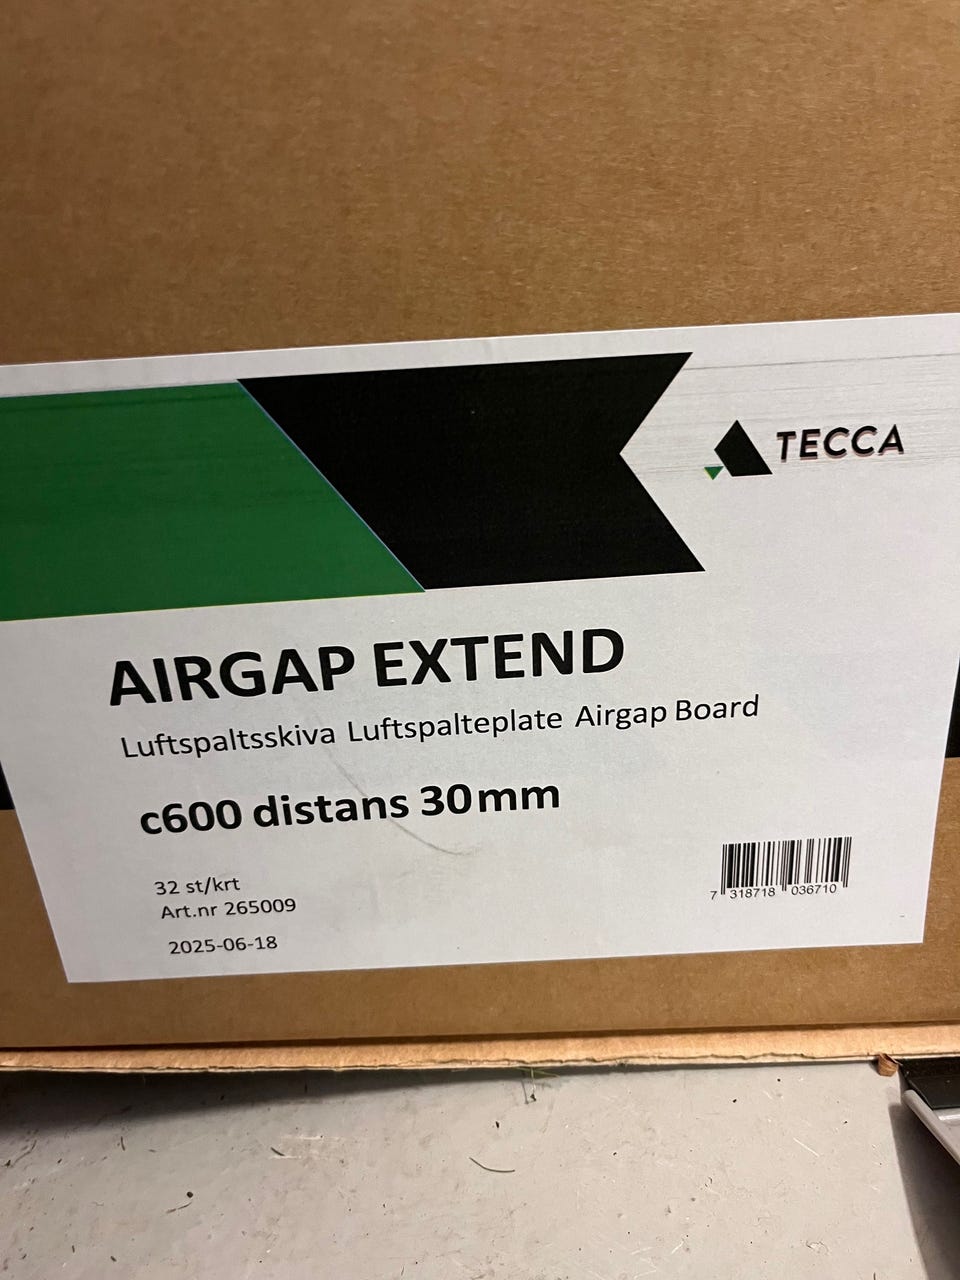 TECCA
AIRGAP EXTEND
Luftspaltsskiva Luftspalteplate Airgap Board
c600 distans 30mm
32 st/krt
Art.nr 265009
2025-06-18
7 318718 036710